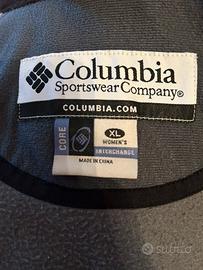 Columbia
Sportswear Company®
COLUMBIA.COM
CORE
XL
WOMEN'S
INTERCHANGE
MADE IN CHINA
subito